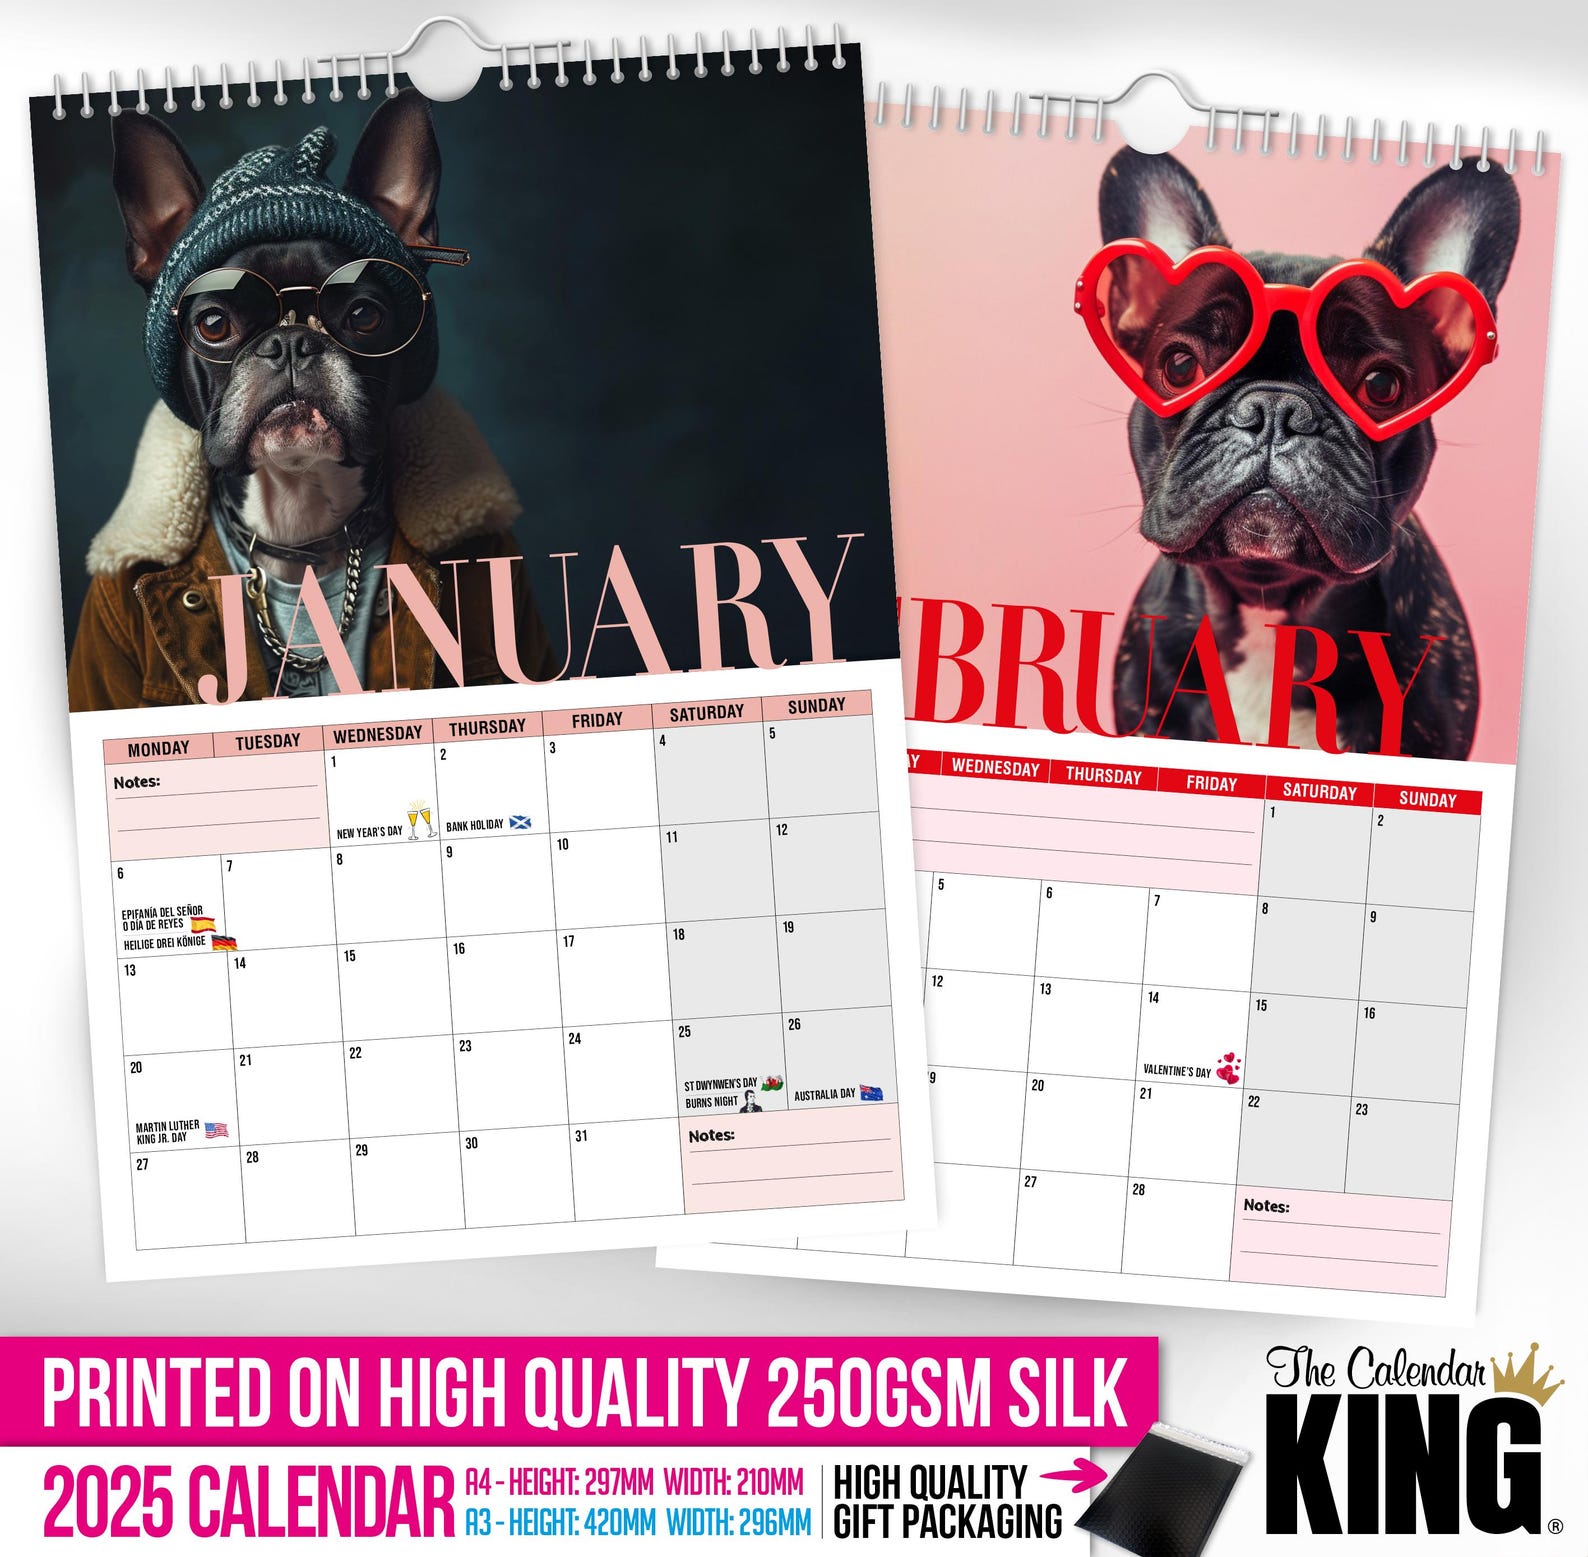 JANUARY
MONDAY TUESDAY WEDNESDAY THURSDAY FRIDAY SATURDAY SUNDAY
Notes:
1 2 3 4 5
NEW YEAR'S DAY BANK HOLIDAY
6 7 8 9 10 11 12
EPIFANÍA DEL SEÑOR
O DÍA DE REYES
HEILIGE DREI KÖNIGE
13 14 15 16 17 18 19
20 21 22 23 24 25 26
MARTIN LUTHER
KING JR. DAY
ST DWYNWEN'S DAY
BURNS NIGHT
AUSTRALIA DAY
27 28 29 30 31
Notes:
BRUARY
AY WEDNESDAY THURSDAY FRIDAY SATURDAY SUNDAY
1 2
5 6 7 8 9
12 13 14 15 16
VALENTINE'S DAY
9 20 21 22 23
27 28
Notes:
PRINTED ON HIGH QUALITY 250GSM SILK
2025 CALENDAR
A4 - HEIGHT: 297MM WIDTH: 210MM
A3 - HEIGHT: 420MM WIDTH: 296MM
HIGH QUALITY
GIFT PACKAGING
The Calendar
KING®